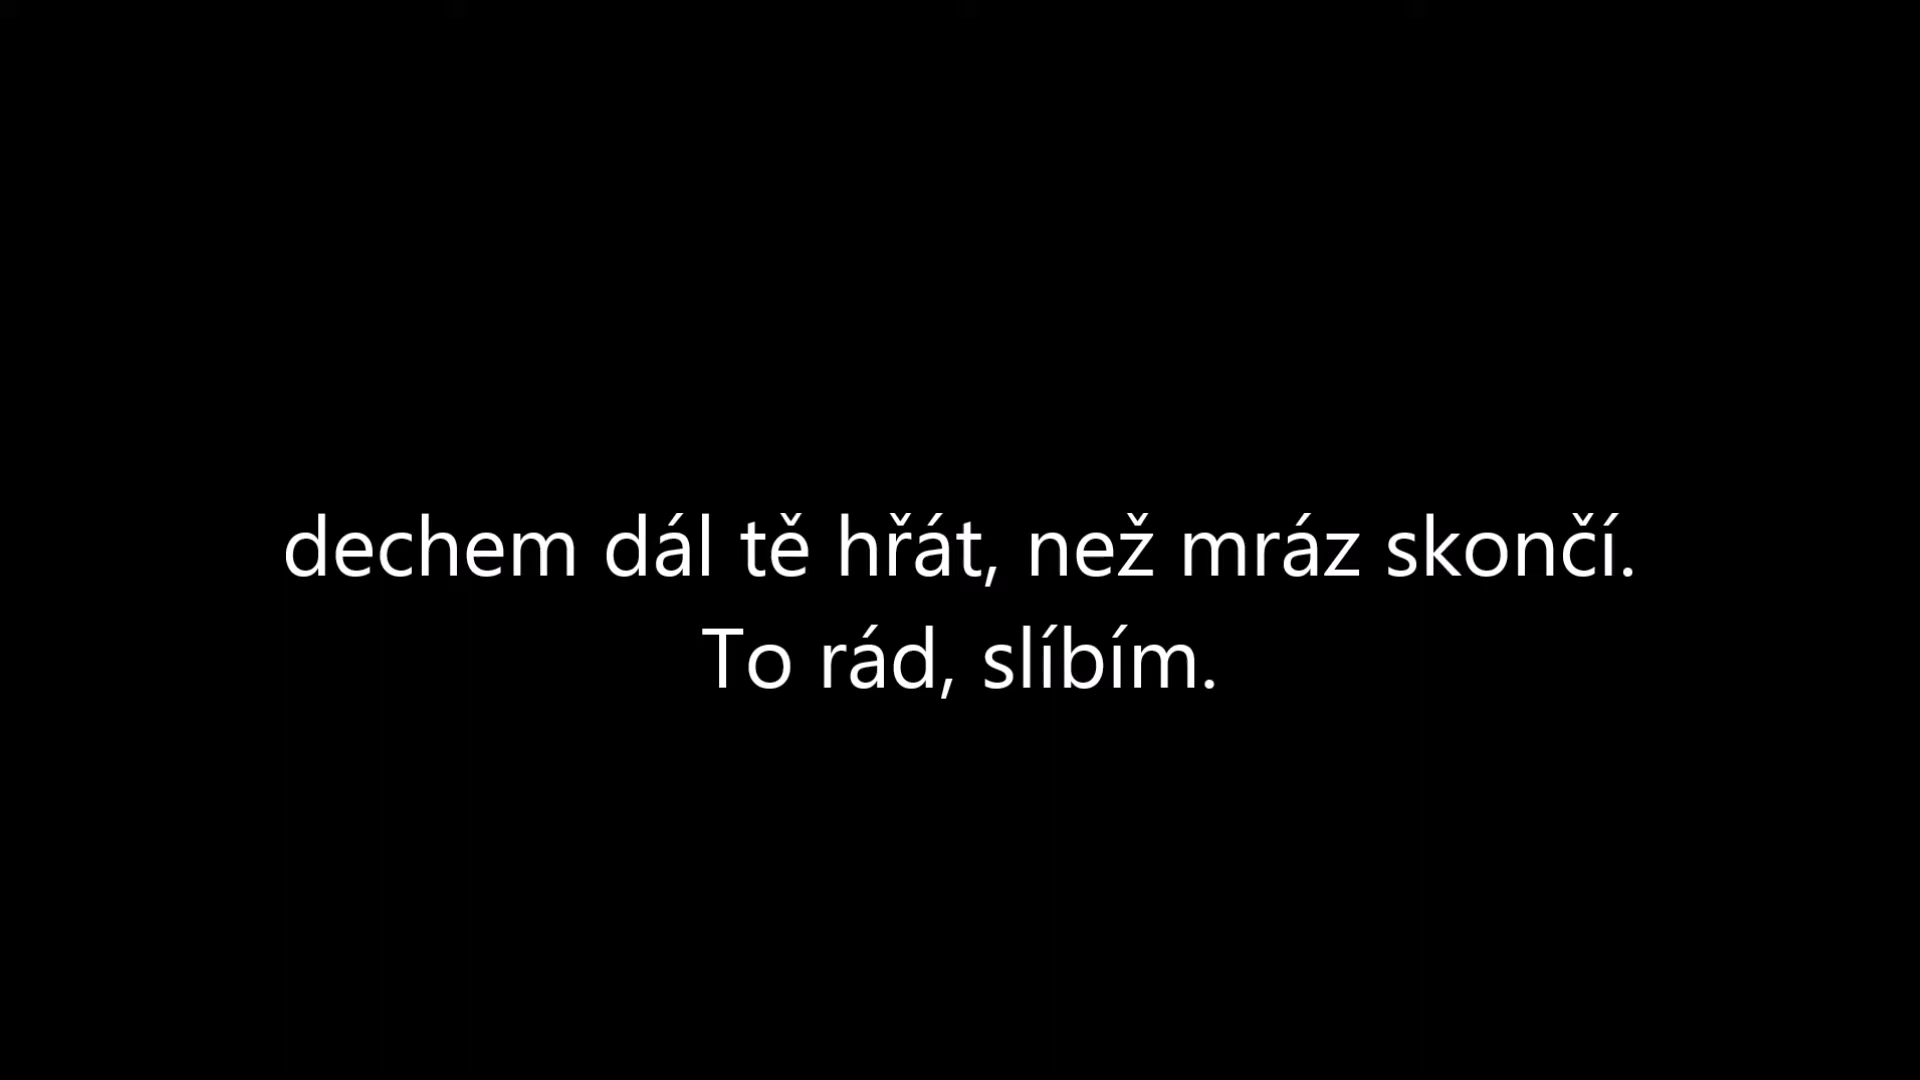 dechem dál tě hřát, než mráz skončí.
To rád, slíbím.